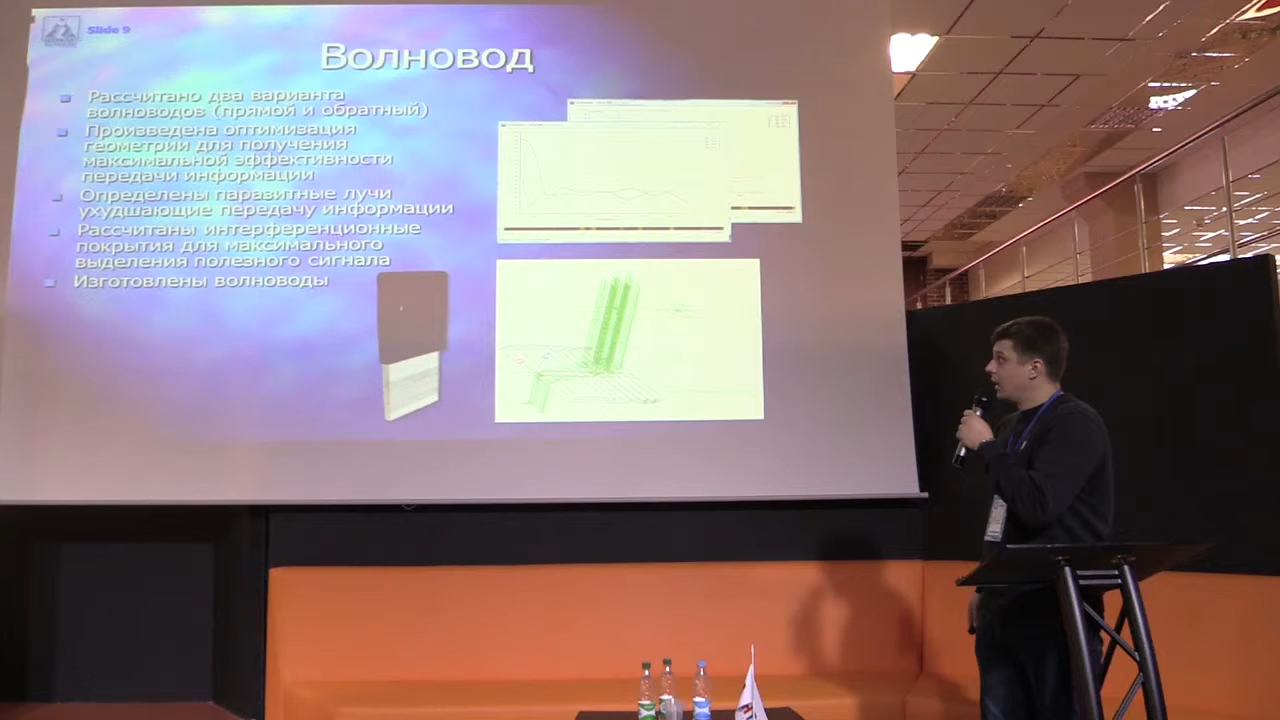 Slide 9
Волновод
Рассчитано два варианта
волноводов (прямой и обратный)
Произведена оптимизация
геометрии для получения
максимальной эффективности
передачи информации
Определены паразитные лучи
ухудшающие передачу информации
Рассчитаны интерференционные
покрытия для максимального
выделения полезного сигнала
Изготовлены волноводы